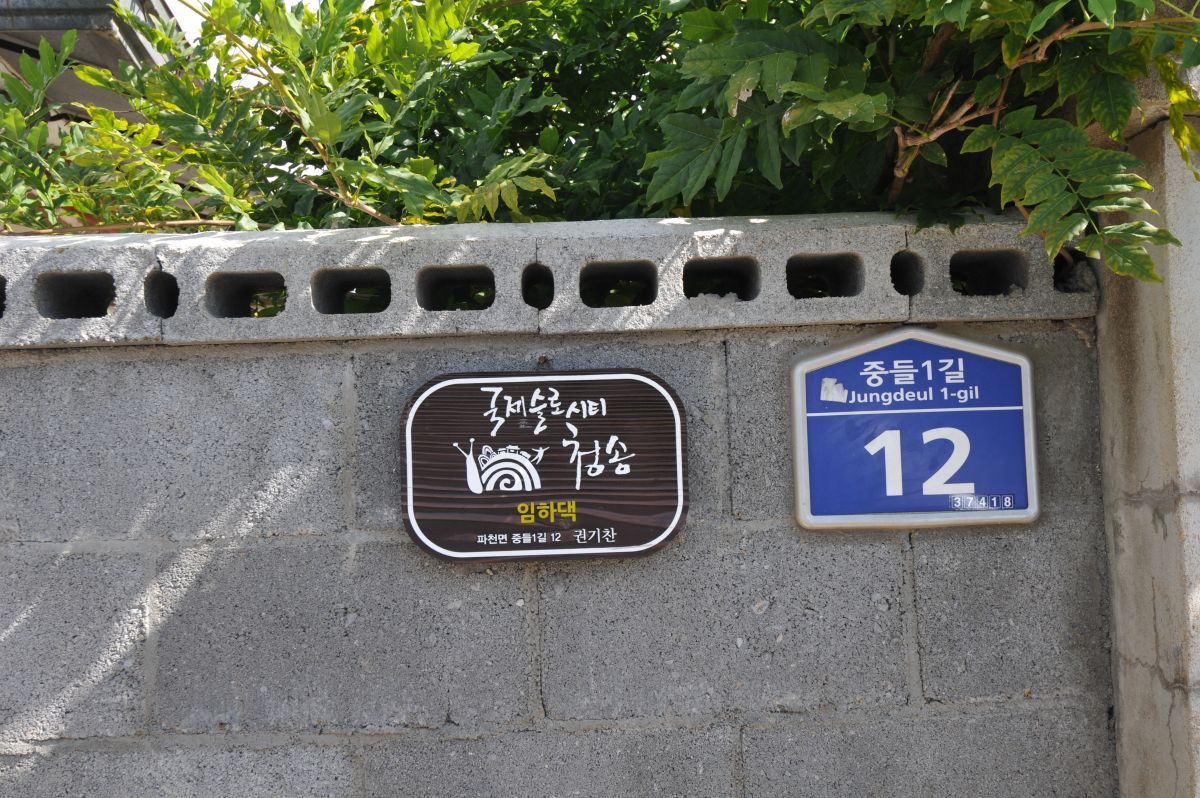 국제슬로시티
청송
임하댁
파천면 중들1길 12 권기찬
중들1길
Jungdeul 1-gil
12
37418